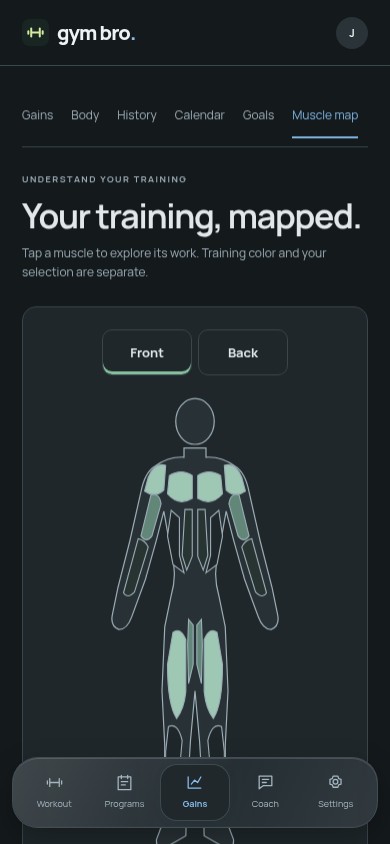 gym bro.
J
Gains Body History Calendar Goals Muscle map
UNDERSTAND YOUR TRAINING
Your training, mapped.
Tap a muscle to explore its work. Training color and your
selection are separate.
Front Back
Workout Programs Gains Coach Settings